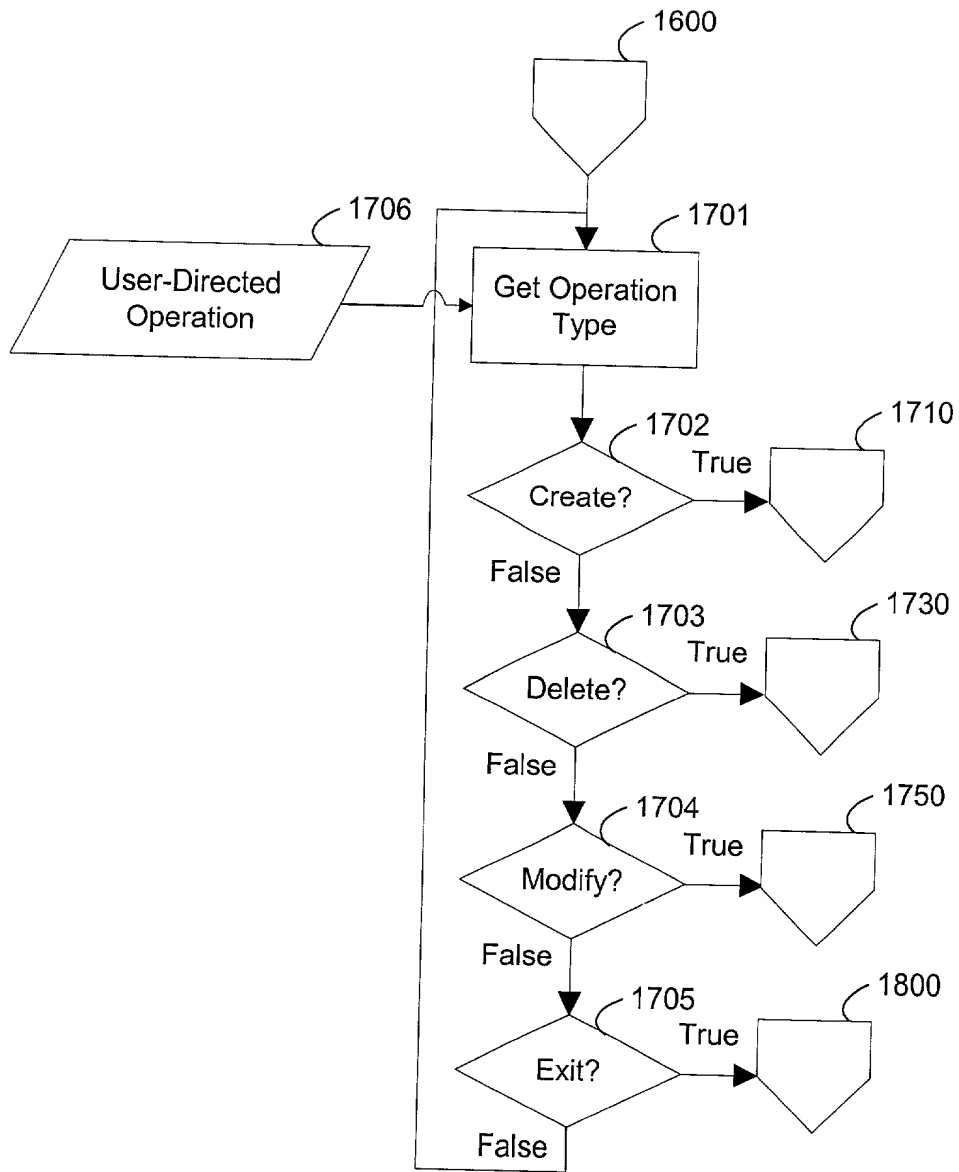 1600
1706
1701
User-Directed
Operation
Get Operation
Type
1702
1710
True
Create?
False
1703
1730
True
Delete?
False
1704
1750
True
Modify?
False
1705
1800
True
Exit?
False